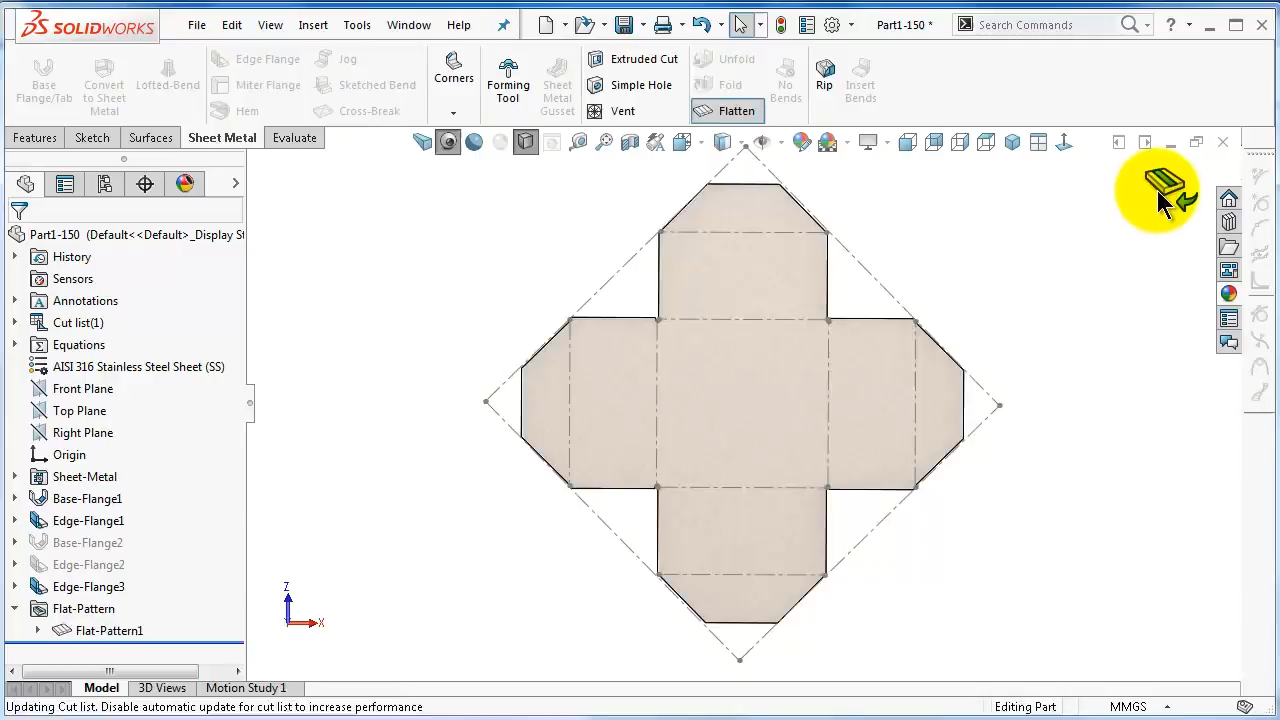 SOLIDWORKS
File Edit View Insert Tools Window Help
Part1-150 *
Search Commands
Base Flange/Tab
Convert to Sheet Metal
Lofted-Bend
Edge Flange
Miter Flange
Hem
Jog
Sketched Bend
Cross-Break
Corners
Forming Tool
Sheet Metal Gusset
Extruded Cut
Simple Hole
Vent
Unfold
Fold
Flatten
No Bends
Rip
Insert Bends
Features Sketch Surfaces Sheet Metal Evaluate
Part1-150 (Default<<Default>_Display St
History
Sensors
Annotations
Cut list(1)
Equations
AISI 316 Stainless Steel Sheet (SS)
Front Plane
Top Plane
Right Plane
Origin
Sheet-Metal
Base-Flange1
Edge-Flange1
Base-Flange2
Edge-Flange2
Edge-Flange3
Flat-Pattern
Flat-Pattern1
Z
X
Model 3D Views Motion Study 1
Updating Cut list. Disable automatic update for cut list to increase performance Editing Part MMGS